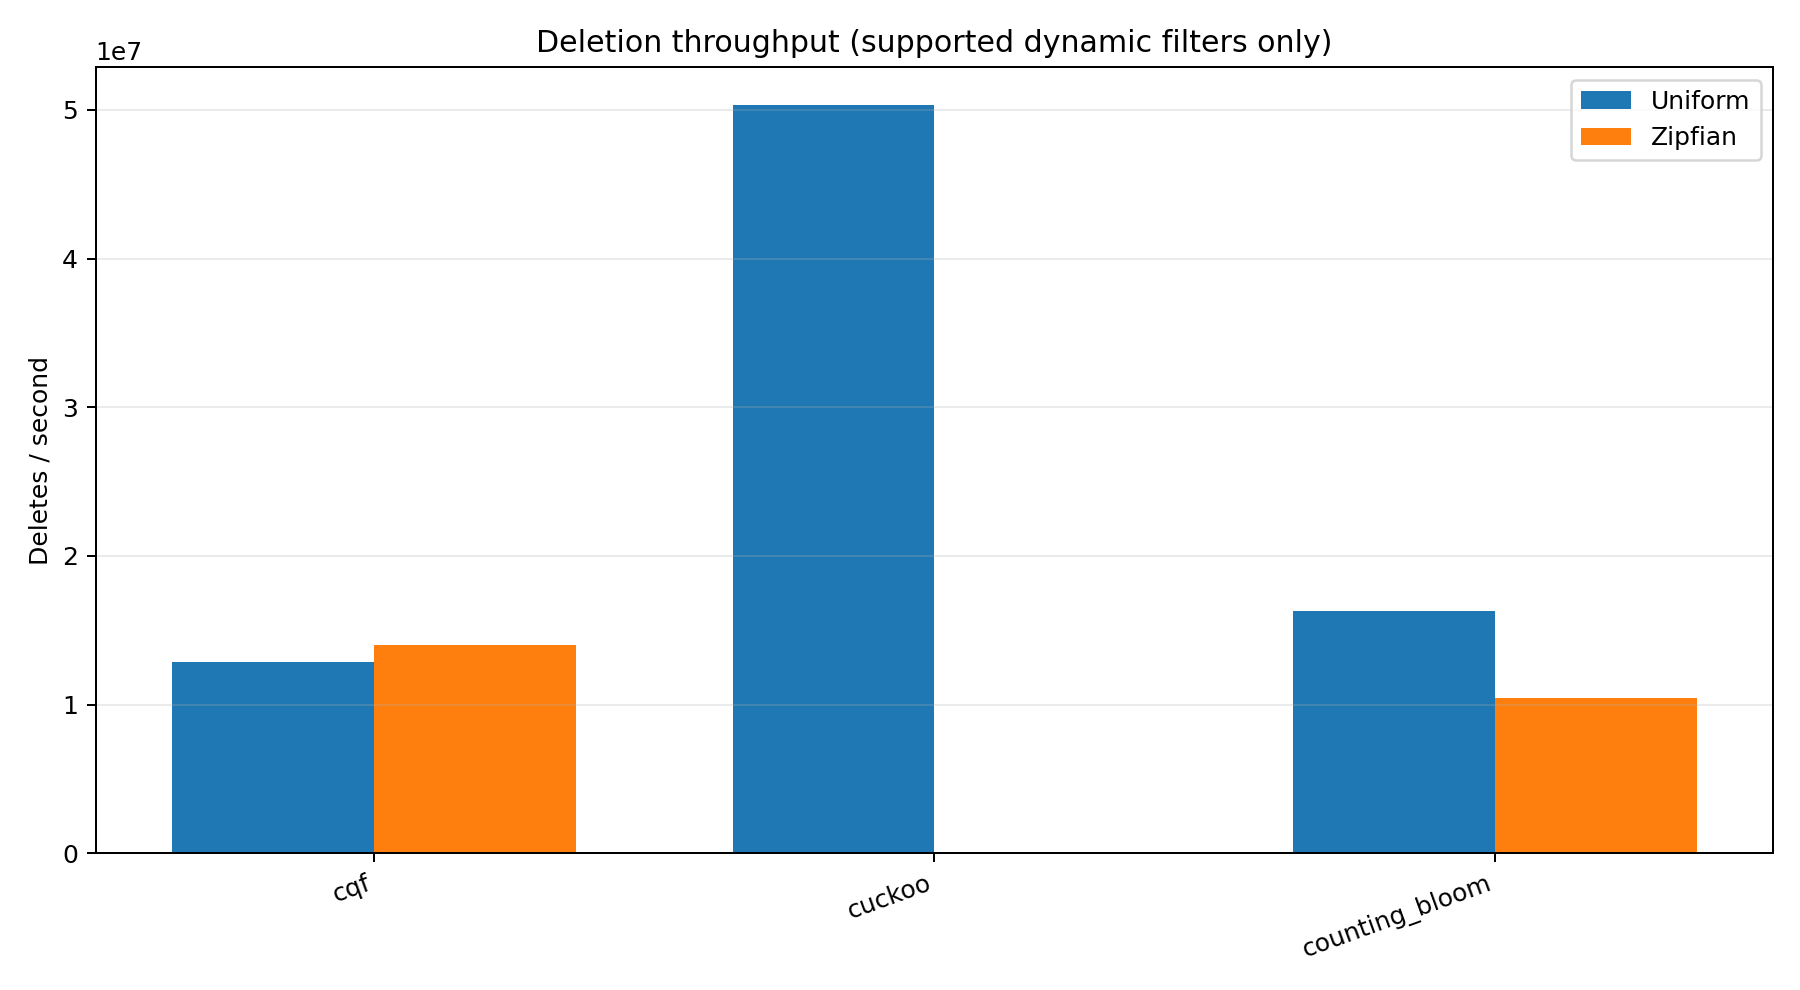 Deletion throughput (supported dynamic filters only)
1e7
Uniform
Zipfian
5
4
3
2
1
0
Deletes / second
cqf
cuckoo
counting_bloom